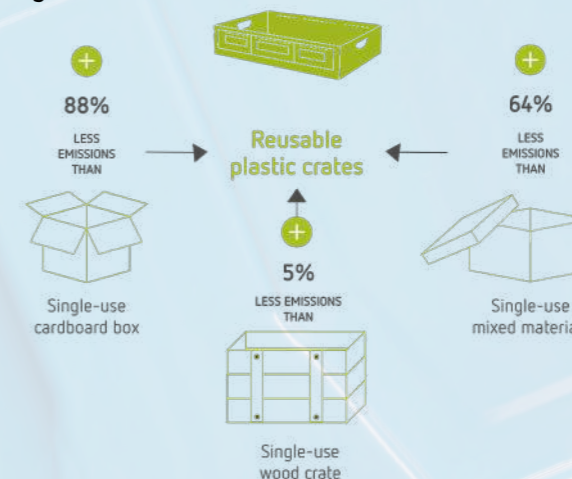 88%
LESS
EMISSIONS
THAN
Single-use
cardboard box
Reusable
plastic crates
5%
LESS EMISSIONS
THAN
Single-use
wood crate
64%
LESS
EMISSIONS
THAN
Single-use
mixed materia